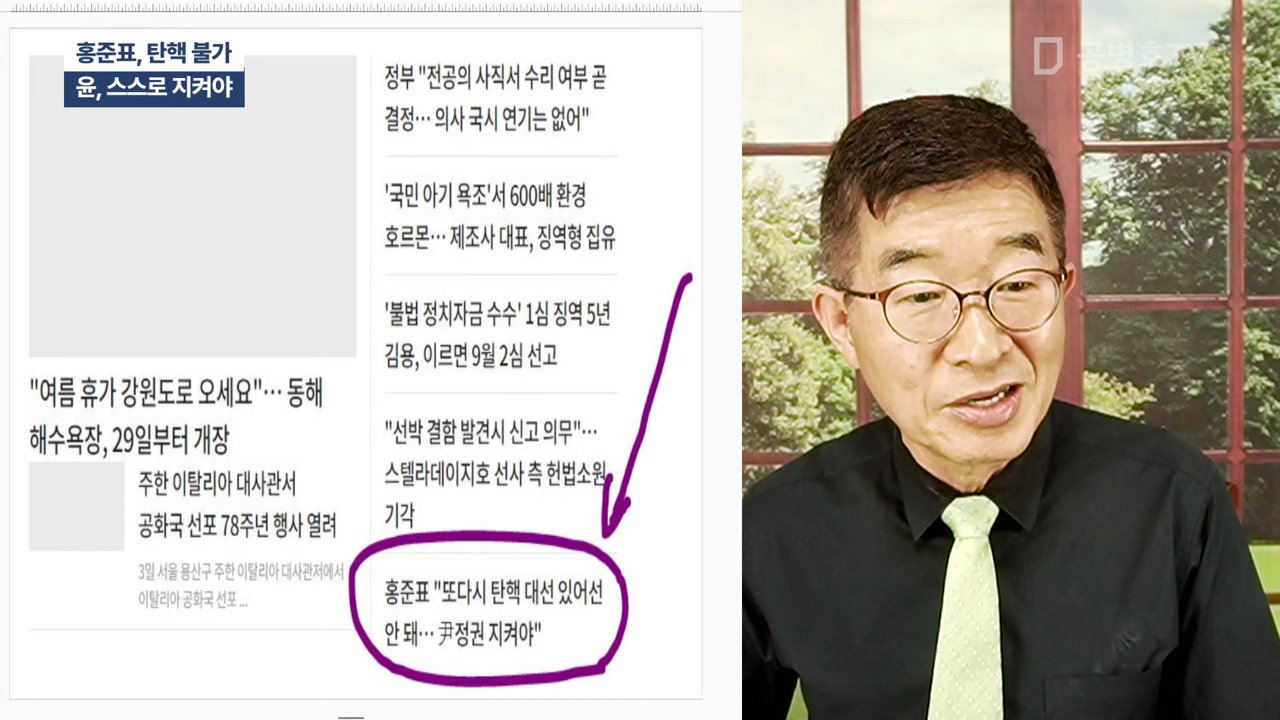 홍준표, 탄핵 불가
윤, 스스로 지켜야
"여름 휴가 강원도로 오세요"… 동해
해수욕장, 29일부터 개장
주한 이탈리아 대사관서
공화국 선포 78주년 행사 열려
3일 서울 용산구 주한 이탈리아 대사관저에서
이탈리아 공화국 선포 ...
정부 "전공의 사직서 수리 여부 곧
결정… 의사 국시 연기는 없어"
'국민 아기 욕조'서 600배 환경
호르몬… 제조사 대표, 징역형 집유
'불법 정치자금 수수' 1심 징역 5년
김용, 이르면 9월 2심 선고
"선박 결함 발견시 신고 의무"…
스텔라데이지호 선사 측 헌법소원
기각
홍준표 "또다시 탄핵 대선 있어선
안 돼… 尹정권 지켜야"
공병호TV